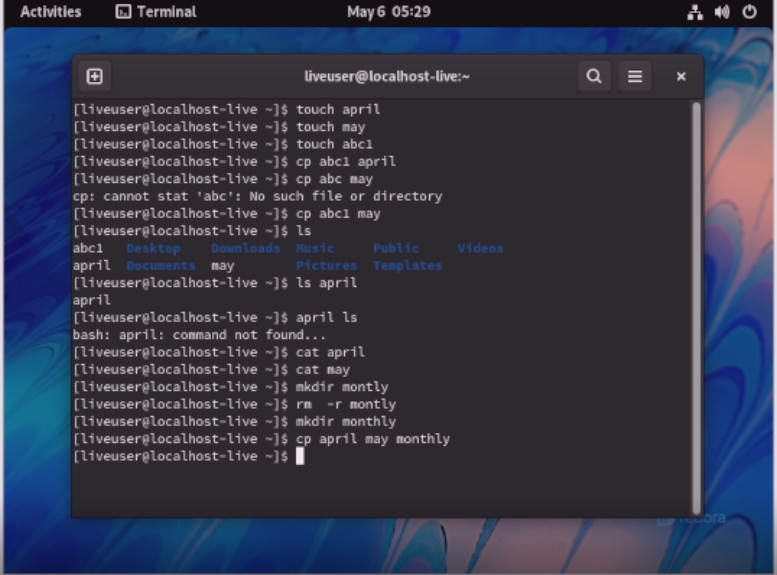 Activities Terminal May 6 05:29
liveuser@localhost-live:~
[liveuser@localhost-live ~]$ touch april
[liveuser@localhost-live ~]$ touch may
[liveuser@localhost-live ~]$ touch abc1
[liveuser@localhost-live ~]$ cp abc1 april
[liveuser@localhost-live ~]$ cp abc may
cp: cannot stat 'abc': No such file or directory
[liveuser@localhost-live ~]$ cp abc1 may
[liveuser@localhost-live ~]$ ls
abc1 Desktop Downloads Music Public Videos
april Documents may Pictures Templates
[liveuser@localhost-live ~]$ ls april
april
[liveuser@localhost-live ~]$ april ls
bash: april: command not found...
[liveuser@localhost-live ~]$ cat april
[liveuser@localhost-live ~]$ cat may
[liveuser@localhost-live ~]$ mkdir montly
[liveuser@localhost-live ~]$ rm  -r montly
[liveuser@localhost-live ~]$ mkdir monthly
[liveuser@localhost-live ~]$ cp april may monthly
[liveuser@localhost-live ~]$
fedora